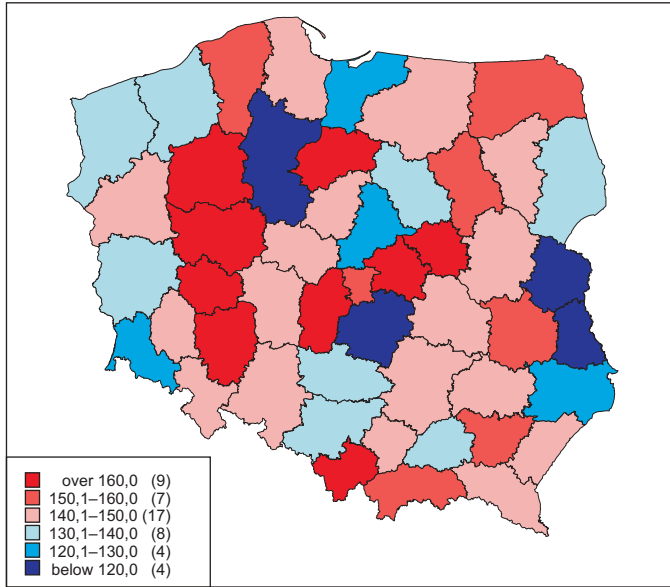 over 160,0 (9)
150,1–160,0 (7)
140,1–150,0 (17)
130,1–140,0 (8)
120,1–130,0 (4)
below 120,0 (4)